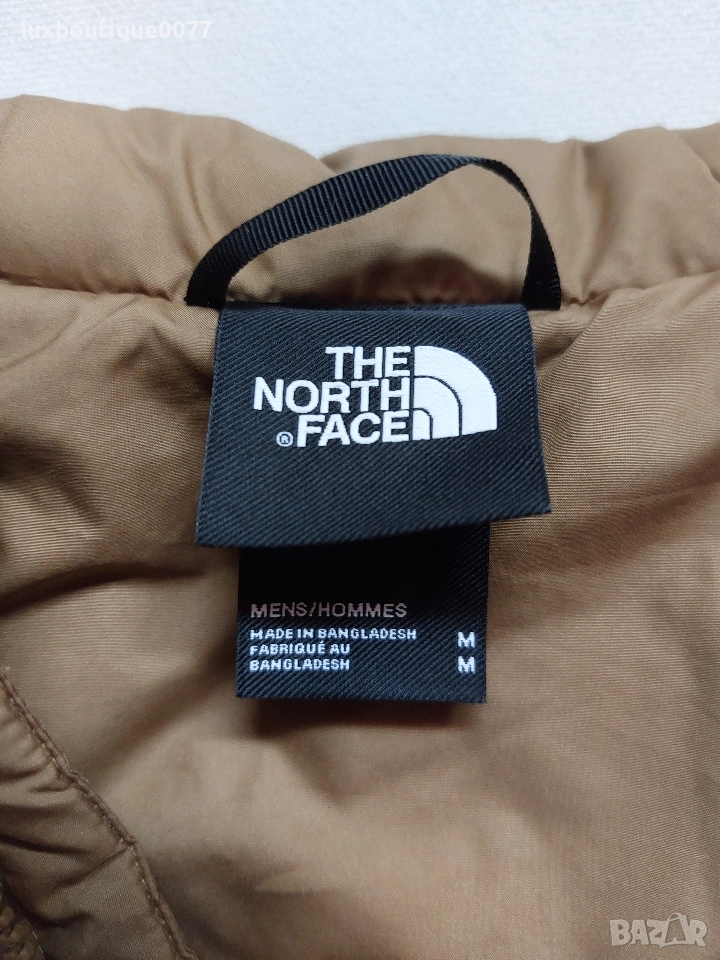 luxboutique0077
THE
NORTH
® FACE
MENS/HOMMES
MADE IN BANGLADESH M
FABRIQUÉ AU
BANGLADESH M
BAZAR